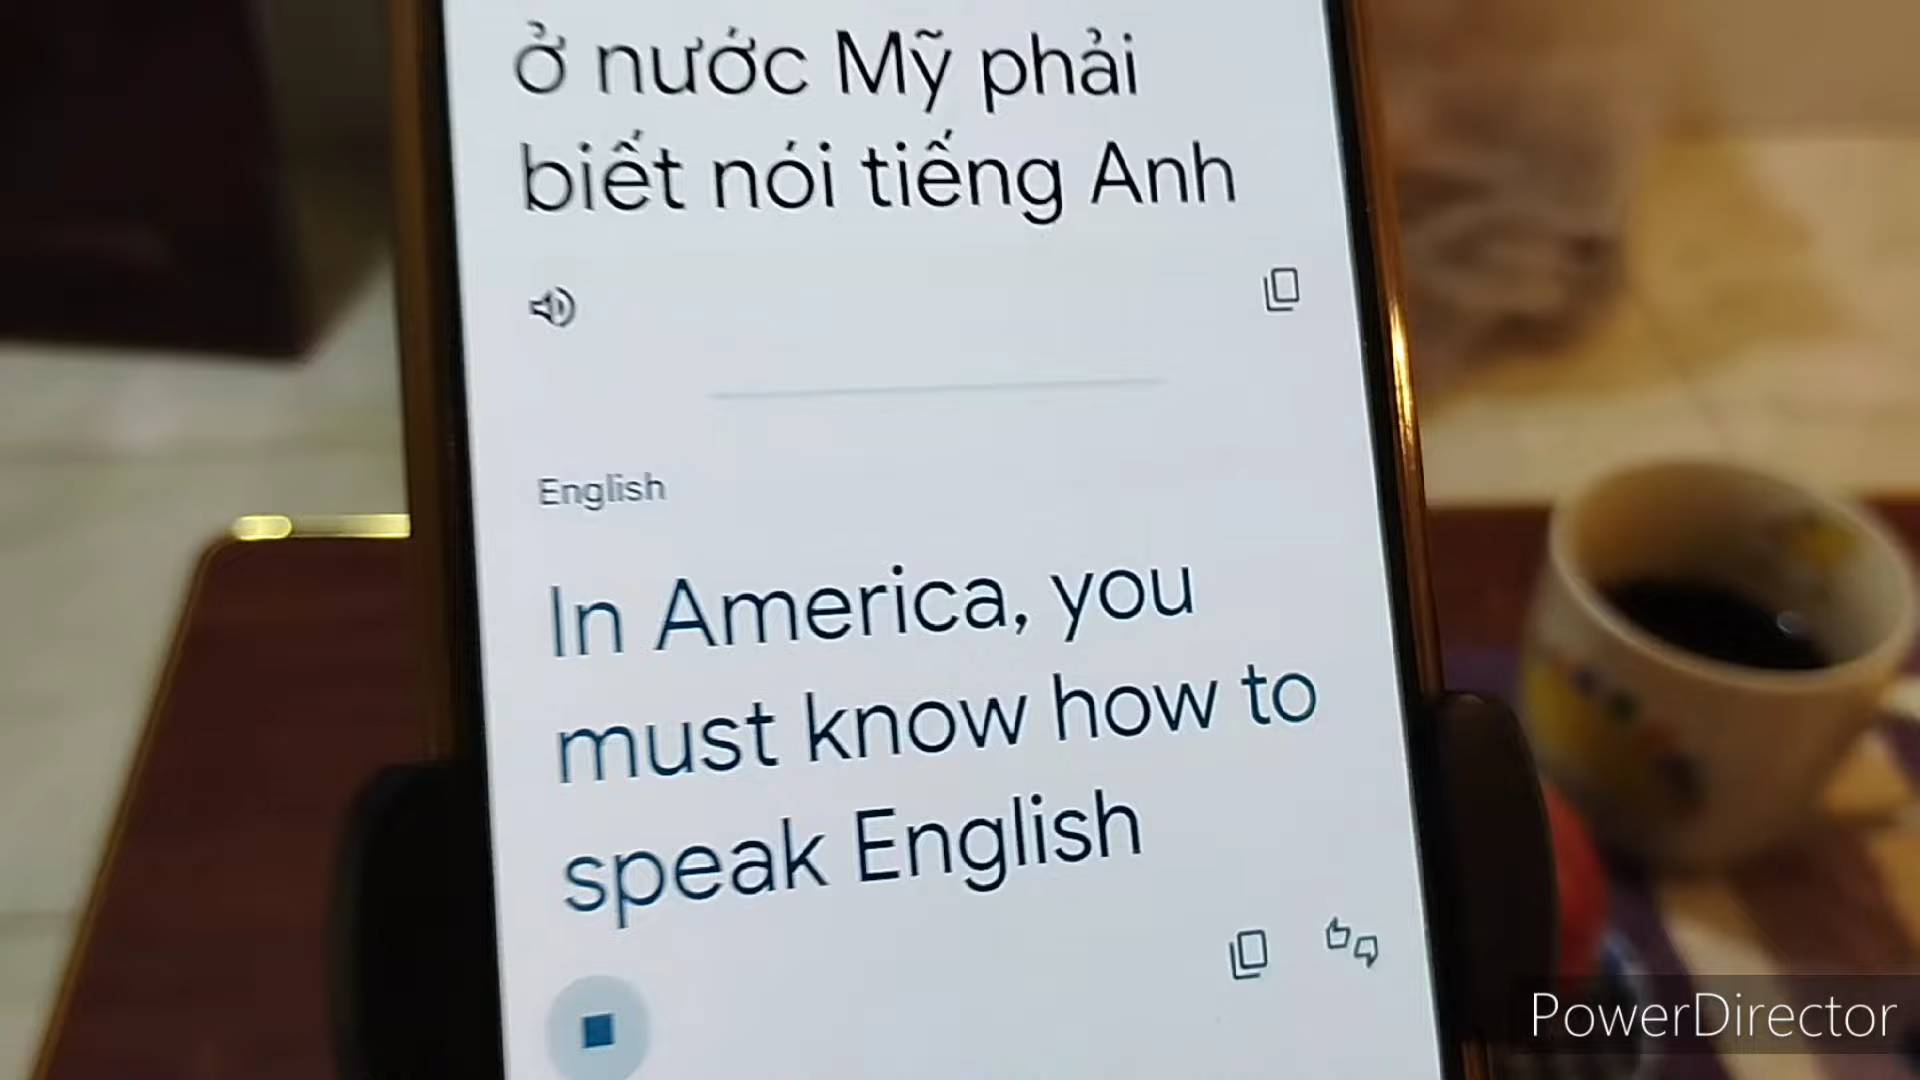 ở nước Mỹ phải
biết nói tiếng Anh
English
In America, you
must know how to
speak English
PowerDirector